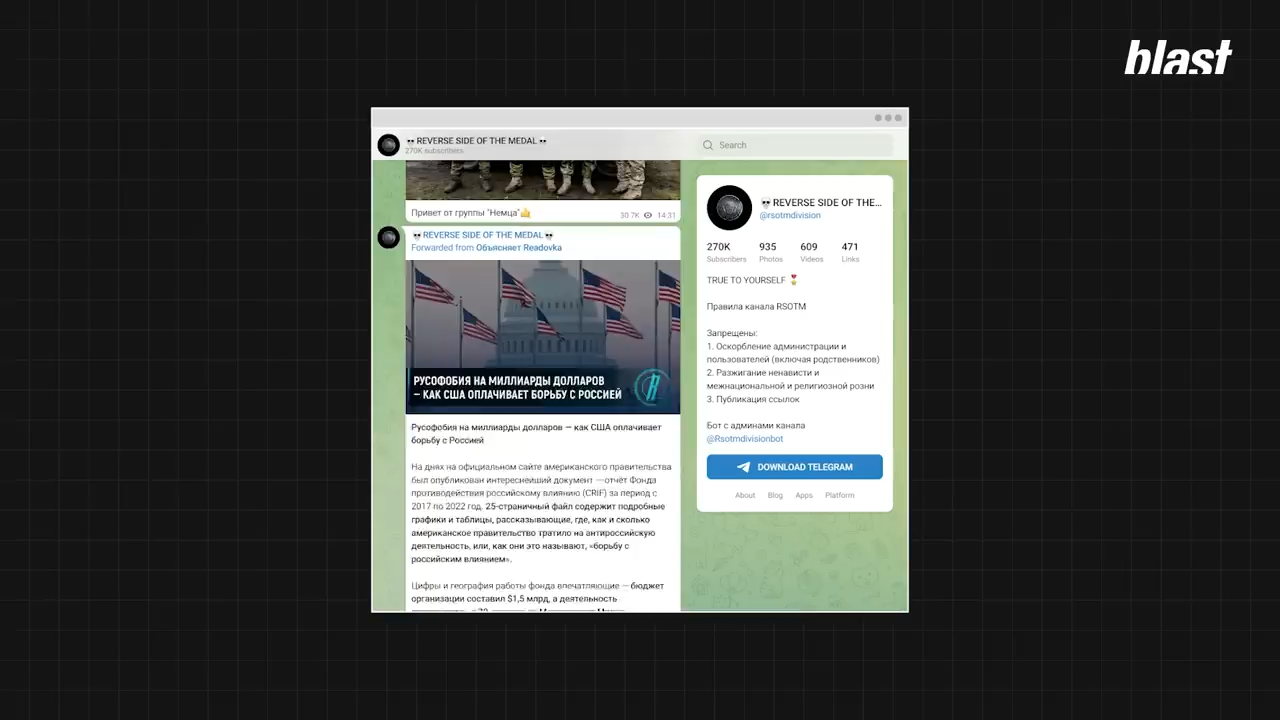 blast
REVERSE SIDE OF THE MEDAL
270K subscribers
Search
Привет от группы "Немца"👍
30.7K 14:31
REVERSE SIDE OF THE MEDAL
Forwarded from Объясняет Readovka
РУСОФОБИЯ НА МИЛЛИАРДЫ ДОЛЛАРОВ
– КАК США ОПЛАЧИВАЕТ БОРЬБУ С РОССИЕЙ
Русофобия на миллиарды долларов — как США оплачивает
борьбу с Россией
На днях на официальном сайте американского правительства
был опубликован интереснейший документ —отчёт Фонда
противодействия российскому влиянию (CRIF) за период с
2017 по 2022 год. 25-страничный файл содержит подробные
графики и таблицы, рассказывающие, где, как и сколько
американское правительство тратило на антироссийскую
деятельность, или, как они это называют, «борьбу с
российским влиянием».
Цифры и география работы фонда впечатляющие —бюджет
организации составил $1,5 млрд, а деятельность
REVERSE SIDE OF THE...
@rsotmdivision
270K 935 609 471
Subscribers Photos Videos Links
TRUE TO YOURSELF
Правила канала RSOTM
Запрещены:
1. Оскорбление администрации и
пользователей (включая родственников)
2. Разжигание ненависти и
межнациональной и религиозной розни
3. Публикация ссылок
Бот с админами канала
@Rsotmdivisionbot
DOWNLOAD TELEGRAM
About Blog Apps Platform